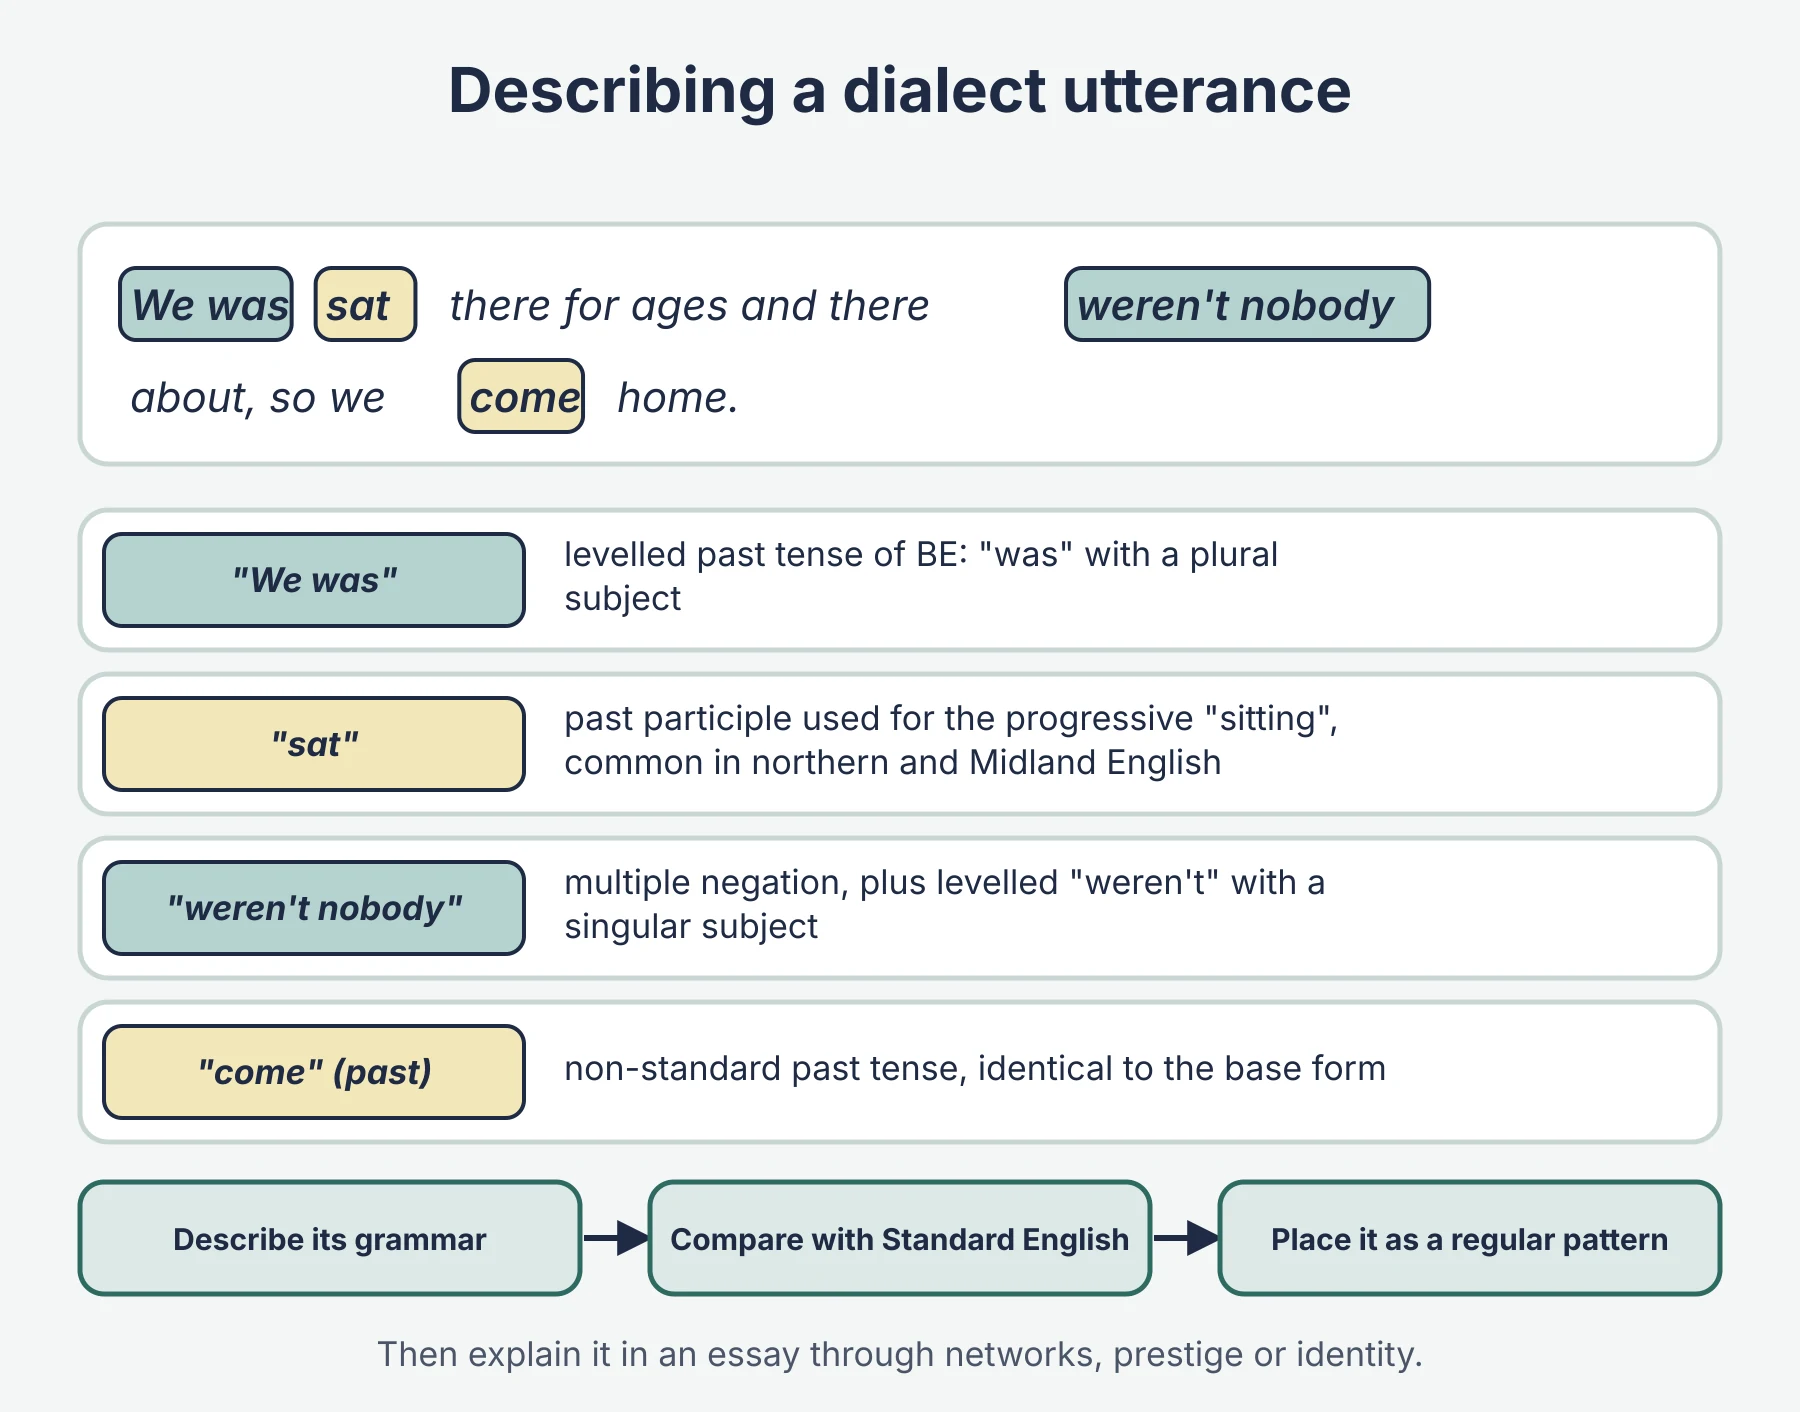 Describing a dialect utterance
We was sat there for ages and there weren't nobody
about, so we come home.
"We was"
levelled past tense of BE: "was" with a plural
subject
"sat"
past participle used for the progressive "sitting",
common in northern and Midland English
"weren't nobody"
multiple negation, plus levelled "weren't" with a
singular subject
"come" (past)
non-standard past tense, identical to the base form
Describe its grammar
Compare with Standard English
Place it as a regular pattern
Then explain it in an essay through networks, prestige or identity.